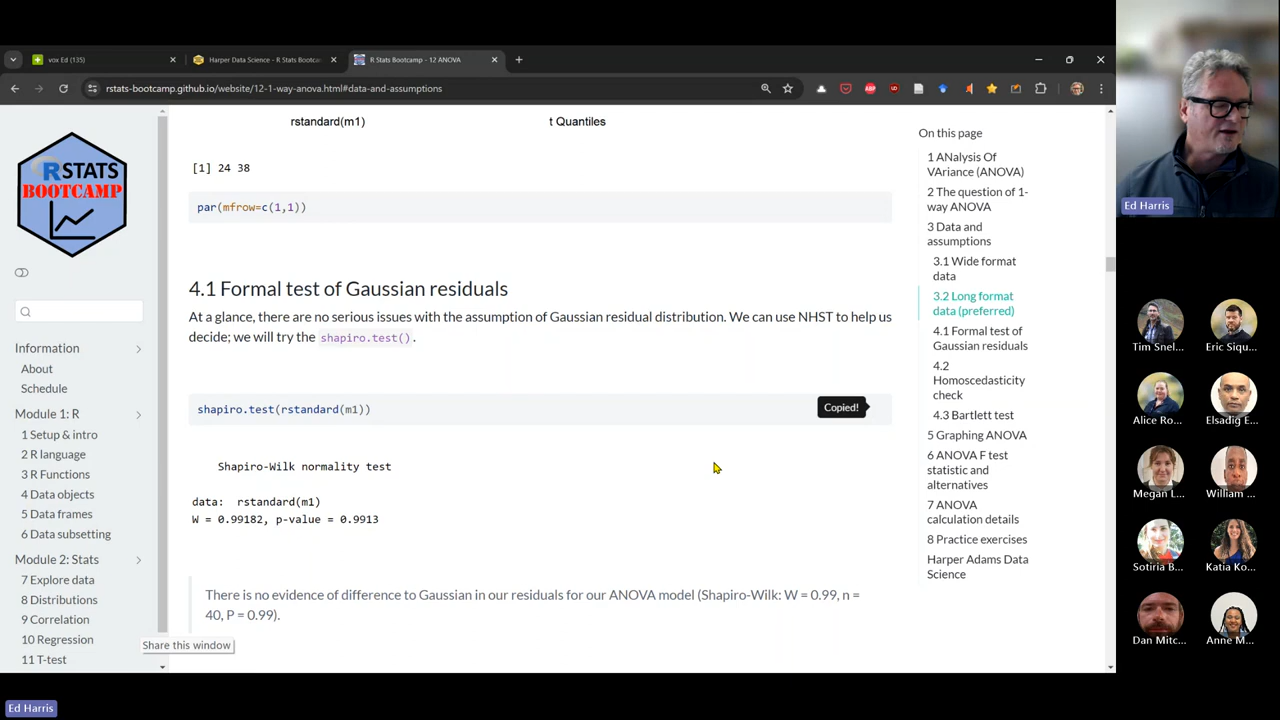 vox Ed (135)
Harper Data Science - R Stats Bootcam
R Stats Bootcamp - 12 ANOVA
rstats-bootcamp.github.io/website/12-1-way-anova.html#data-and-assumptions
RSTATS
BOOTCAMP
Information
About
Schedule
Module 1: R
1 Setup & intro
2 R language
3 R Functions
4 Data objects
5 Data frames
6 Data subsetting
Module 2: Stats
7 Explore data
8 Distributions
9 Correlation
10 Regression
11 T-test
Share this window
rstandard(m1)
t Quantiles
[1] 24 38
par(mfrow=c(1,1))
4.1 Formal test of Gaussian residuals
At a glance, there are no serious issues with the assumption of Gaussian residual distribution. We can use NHST to help us
decide; we will try the shapiro.test().
shapiro.test(rstandard(m1))
Copied!
Shapiro-Wilk normality test
data: rstandard(m1)
W = 0.99182, p-value = 0.9913
There is no evidence of difference to Gaussian in our residuals for our ANOVA model (Shapiro-Wilk: W = 0.99, n =
40, P = 0.99).
On this page
1 ANalysis Of
VAriance (ANOVA)
2 The question of 1-
way ANOVA
3 Data and
assumptions
3.1 Wide format
data
3.2 Long format
data (preferred)
4.1 Formal test of
Gaussian residuals
4.2
Homoscedasticity
check
4.3 Bartlett test
5 Graphing ANOVA
6 ANOVA F test
statistic and
alternatives
7 ANOVA
calculation details
8 Practice exercises
Harper Adams Data
Science
Ed Harris
Tim Snel...
Eric Siqu...
Alice Ro...
Elsadig E...
Megan L...
William ...
Sotiria B...
Katia Ko...
Dan Mitc...
Anne M...
Ed Harris